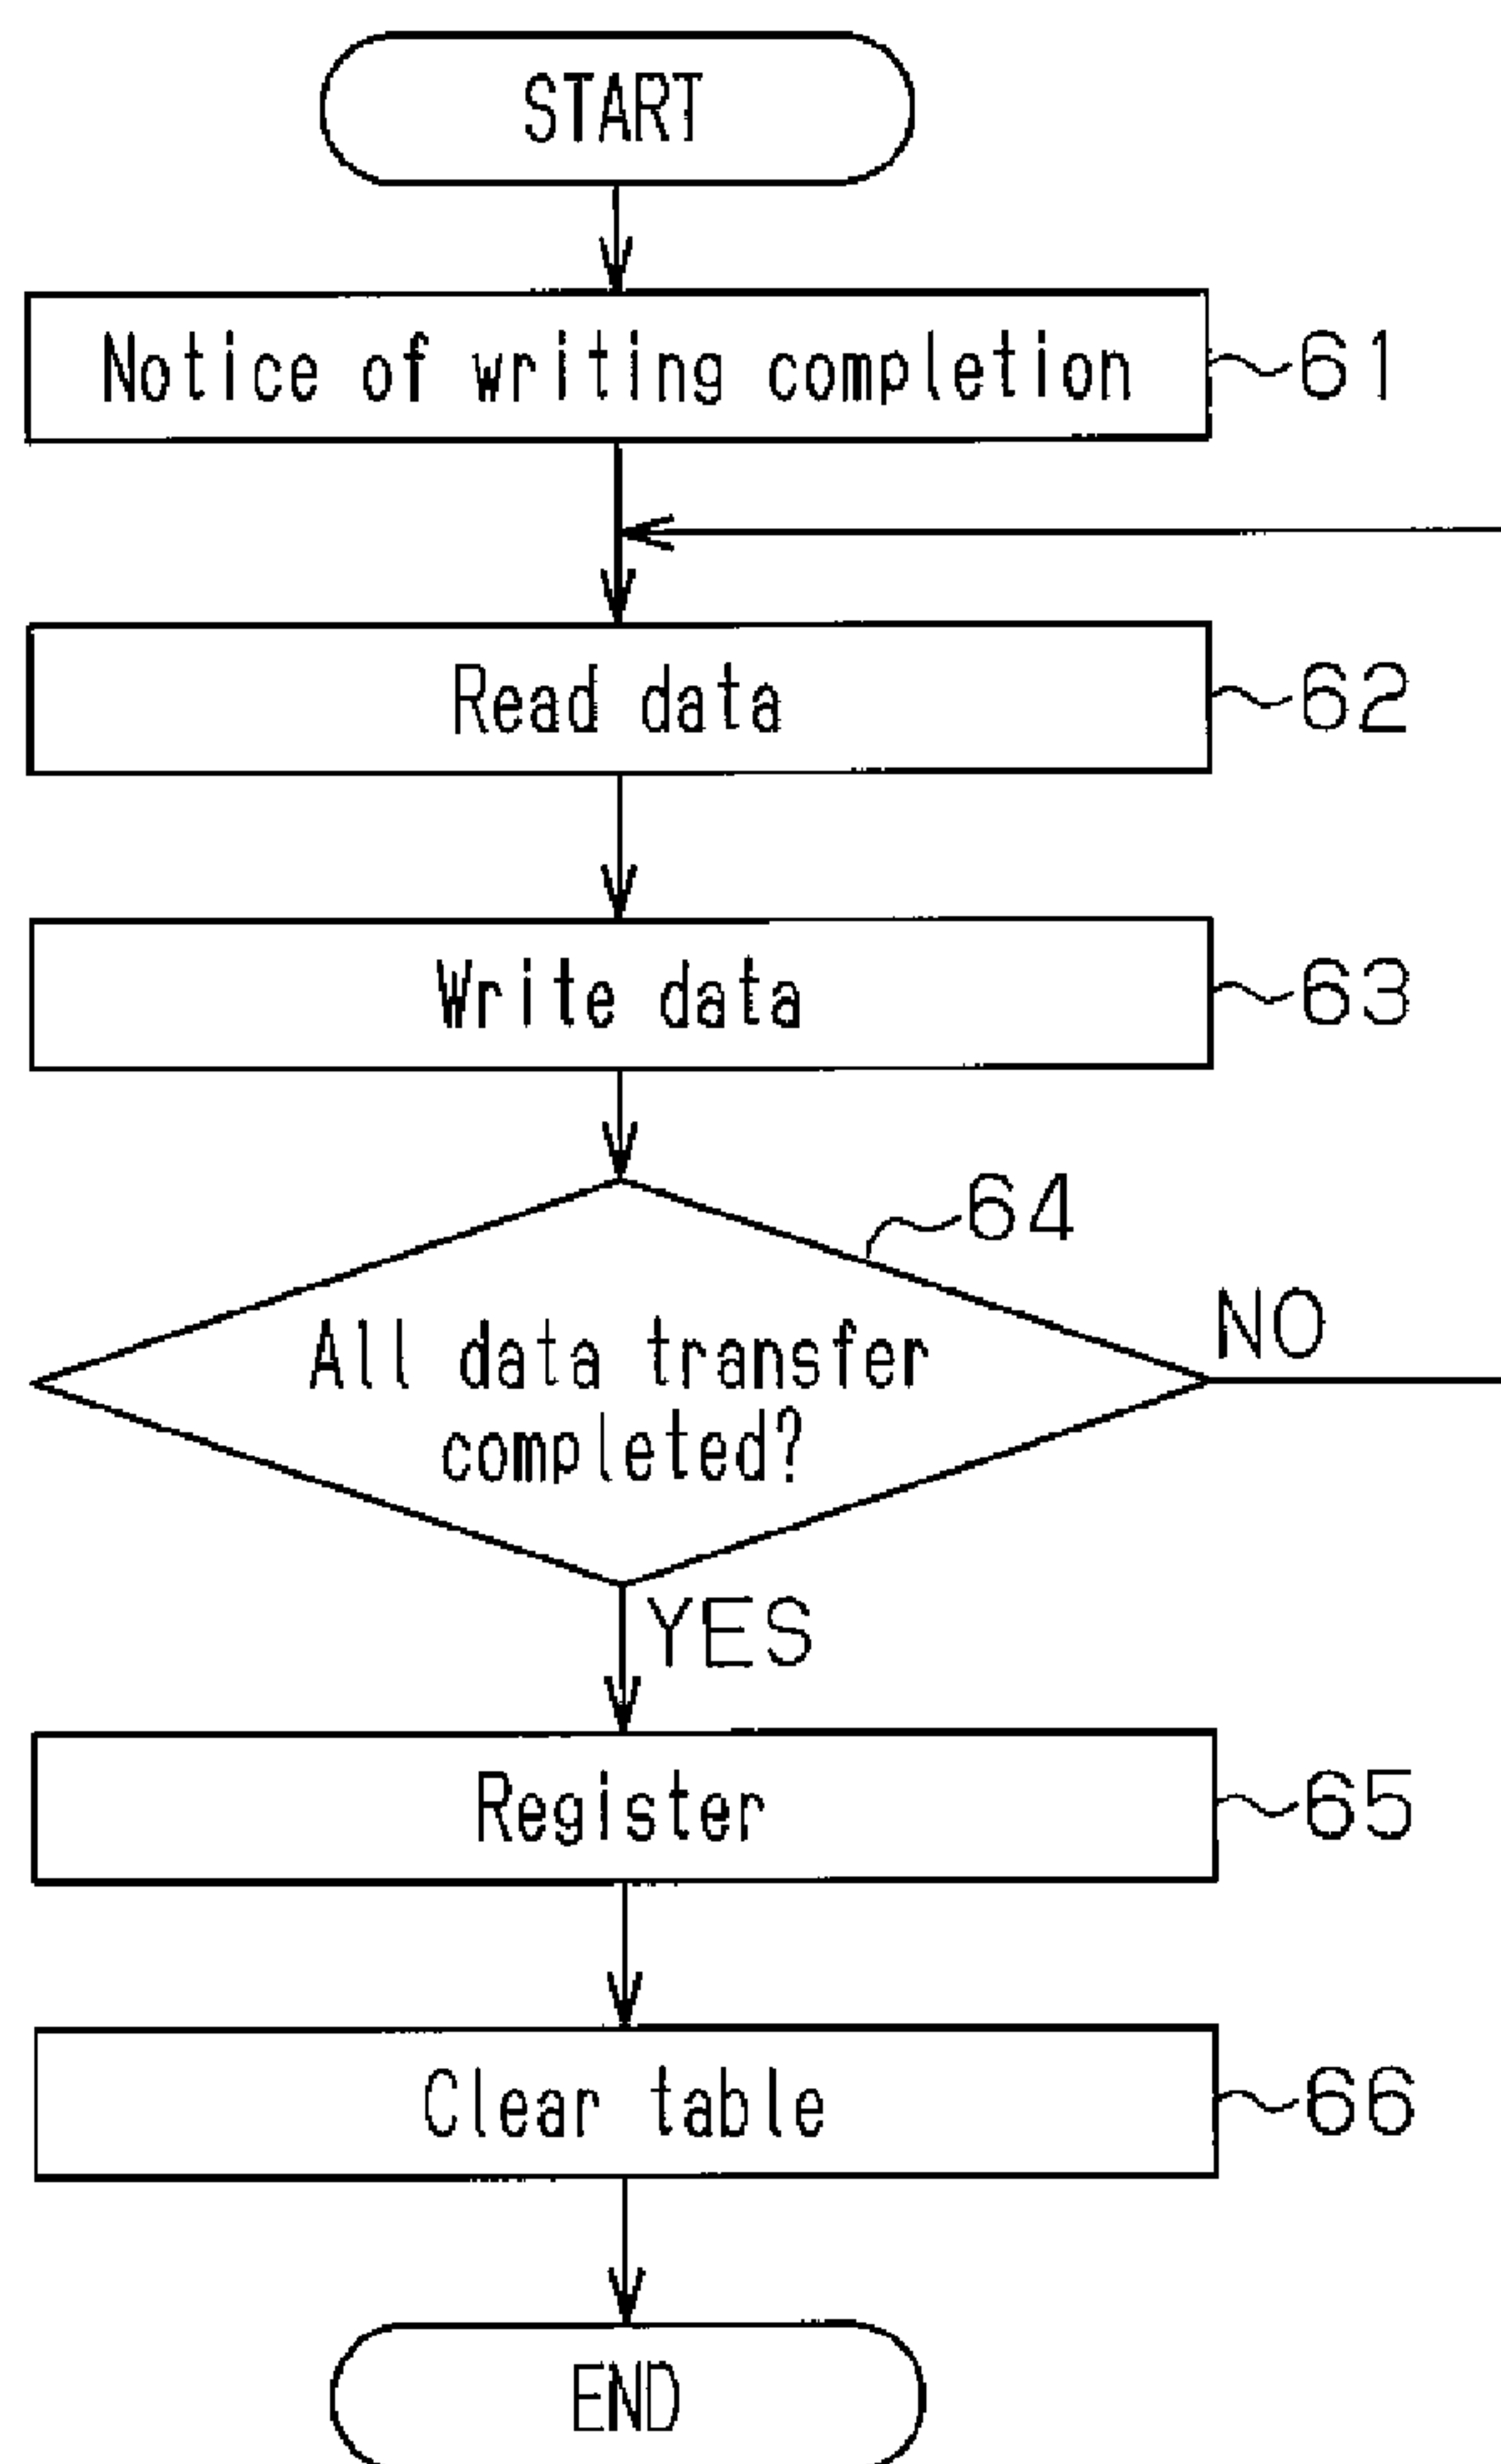 START
Notice of writing completion
61
Read data
62
Write data
63
64
All data transfer
completed?
NO
YES
Register
65
Clear table
66
END